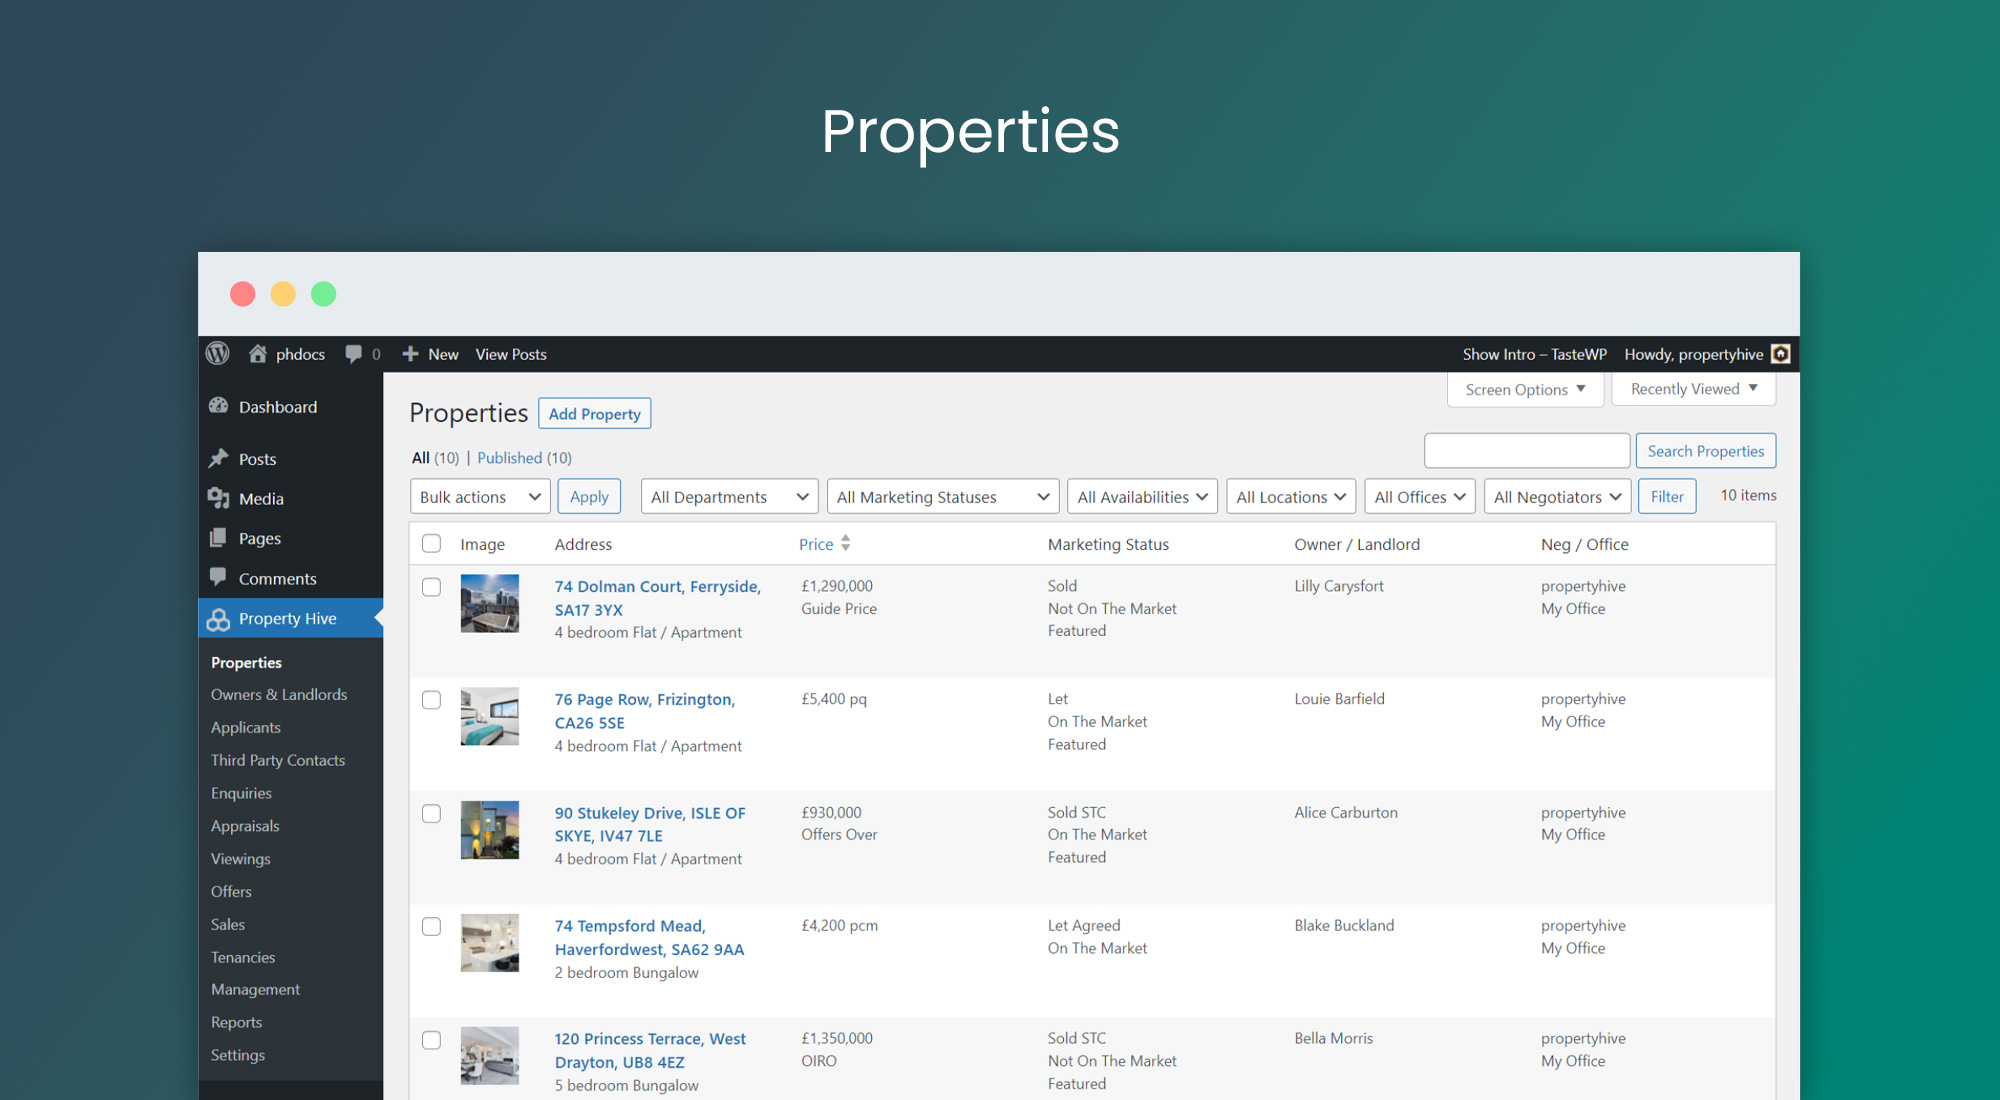 Properties
phdocs 0 New View Posts Show Intro – TasteWP Howdy, propertyhive
Screen Options Recently Viewed
Dashboard
Posts
Media
Pages
Comments
Property Hive
Properties
Owners & Landlords
Applicants
Third Party Contacts
Enquiries
Appraisals
Viewings
Offers
Sales
Tenancies
Management
Reports
Settings
Properties Add Property
All (10) | Published (10)
Search Properties
Bulk actions Apply All Departments All Marketing Statuses All Availabilities All Locations All Offices All Negotiators Filter 10 items
Image Address Price Marketing Status Owner / Landlord Neg / Office
74 Dolman Court, Ferryside, £1,290,000 Sold Lilly Carysfort propertyhive
SA17 3YX Guide Price Not On The Market My Office
4 bedroom Flat / Apartment Featured
76 Page Row, Frizington, £5,400 pq Let Louie Barfield propertyhive
CA26 5SE On The Market My Office
4 bedroom Flat / Apartment Featured
90 Stukeley Drive, ISLE OF £930,000 Sold STC Alice Carburton propertyhive
SKYE, IV47 7LE Offers Over On The Market My Office
4 bedroom Flat / Apartment Featured
74 Tempsford Mead, £4,200 pcm Let Agreed Blake Buckland propertyhive
Haverfordwest, SA62 9AA On The Market My Office
2 bedroom Bungalow
120 Princess Terrace, West £1,350,000 Sold STC Bella Morris propertyhive
Drayton, UB8 4EZ OIRO Not On The Market My Office
5 bedroom Bungalow Featured